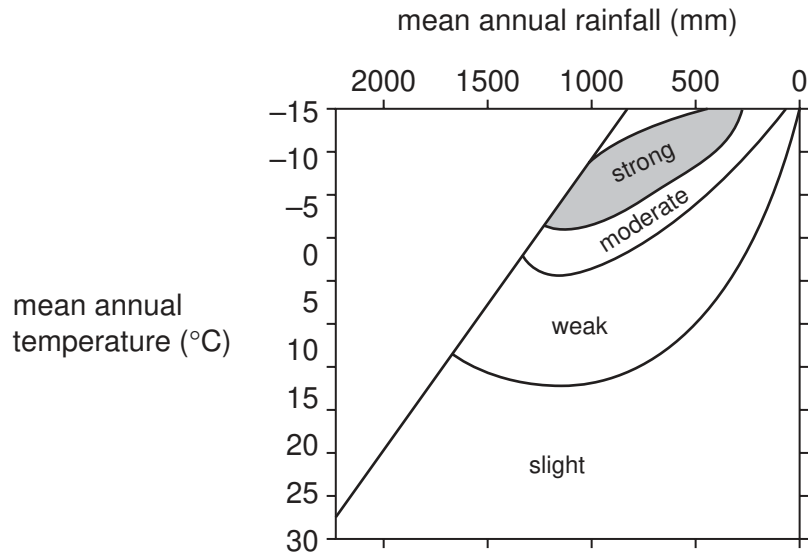 mean annual rainfall (mm)
2000 1500 1000 500 0
–15
–10
–5
0
5
10
15
20
25
30
mean annual
temperature (°C)
strong
moderate
weak
slight